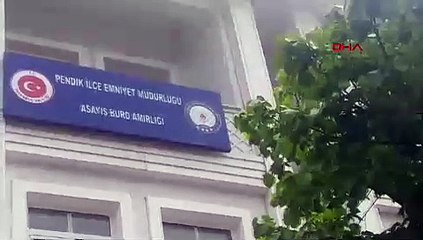 DHA
PENDİK İLÇE EMNİYET MÜDÜRLÜĞÜ
ASAYİŞ BÜRO AMİRLİĞİ